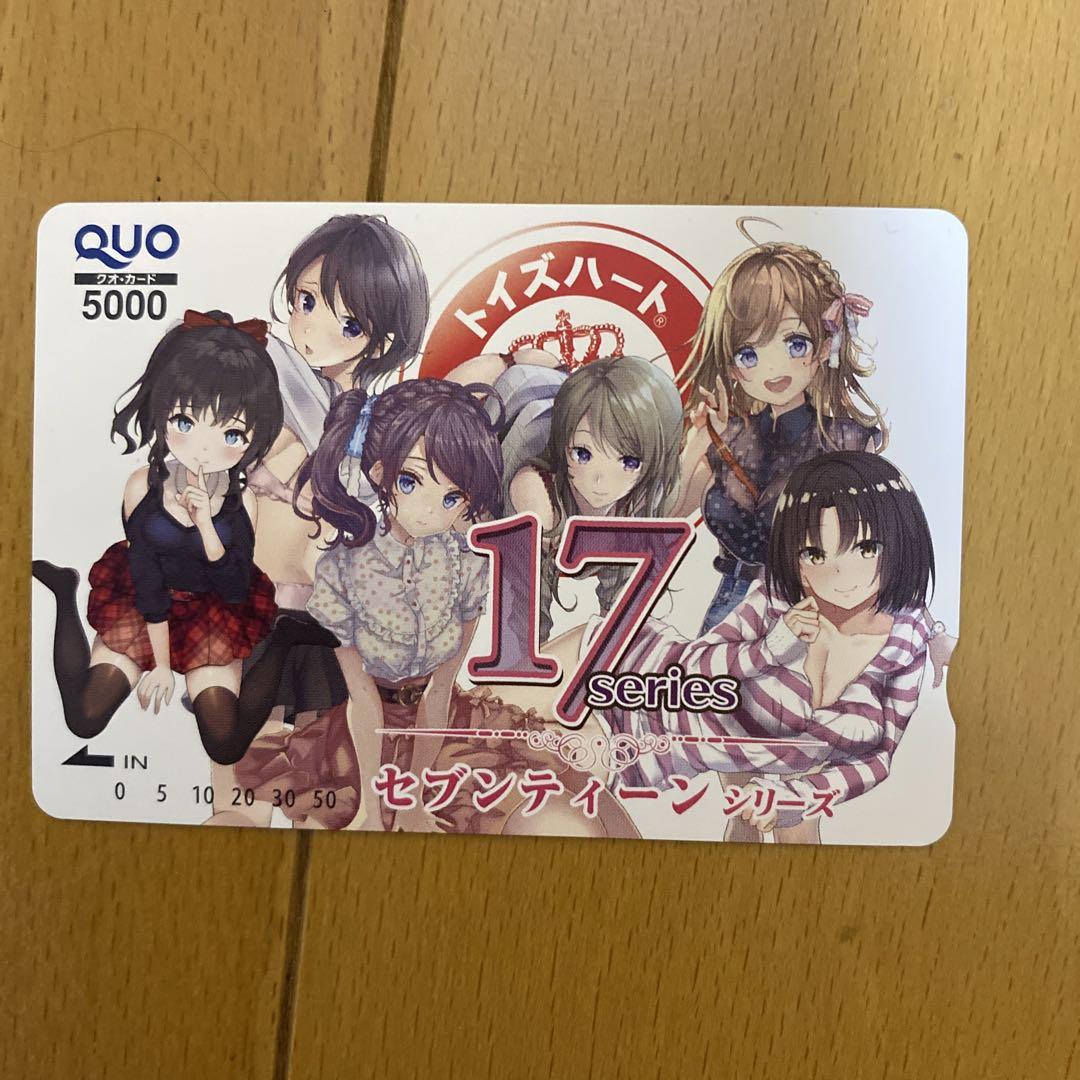 QUO
クオ・カード
5000
トイズハート®
17
series
IN
0 5 10 20 30 50
セブンティーン シリーズ